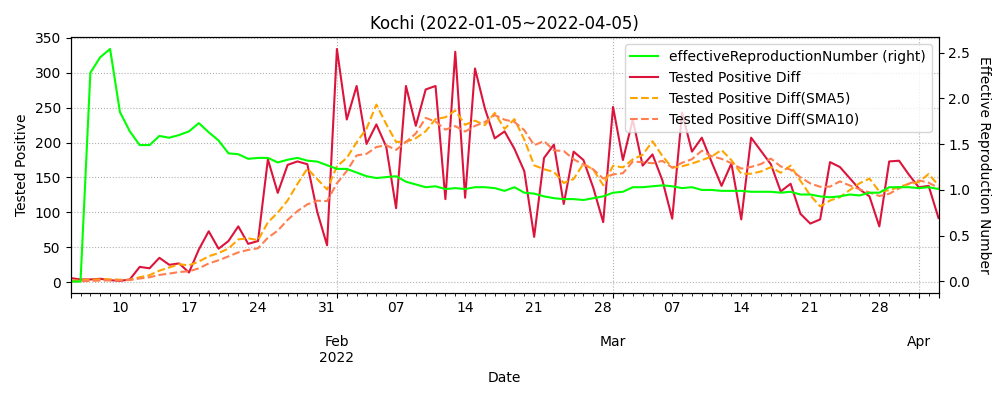 Kochi (2022-01-05~2022-04-05)
effectiveReproductionNumber (right)
Tested Positive Diff
Tested Positive Diff(SMA5)
Tested Positive Diff(SMA10)
Tested Positive
350
300
250
200
150
100
50
0
Effective Reproduction Number
2.5
2.0
1.5
1.0
0.5
0.0
10 17 24 31 07 14 21 28 07 14 21 28
Feb Mar Apr
2022
Date